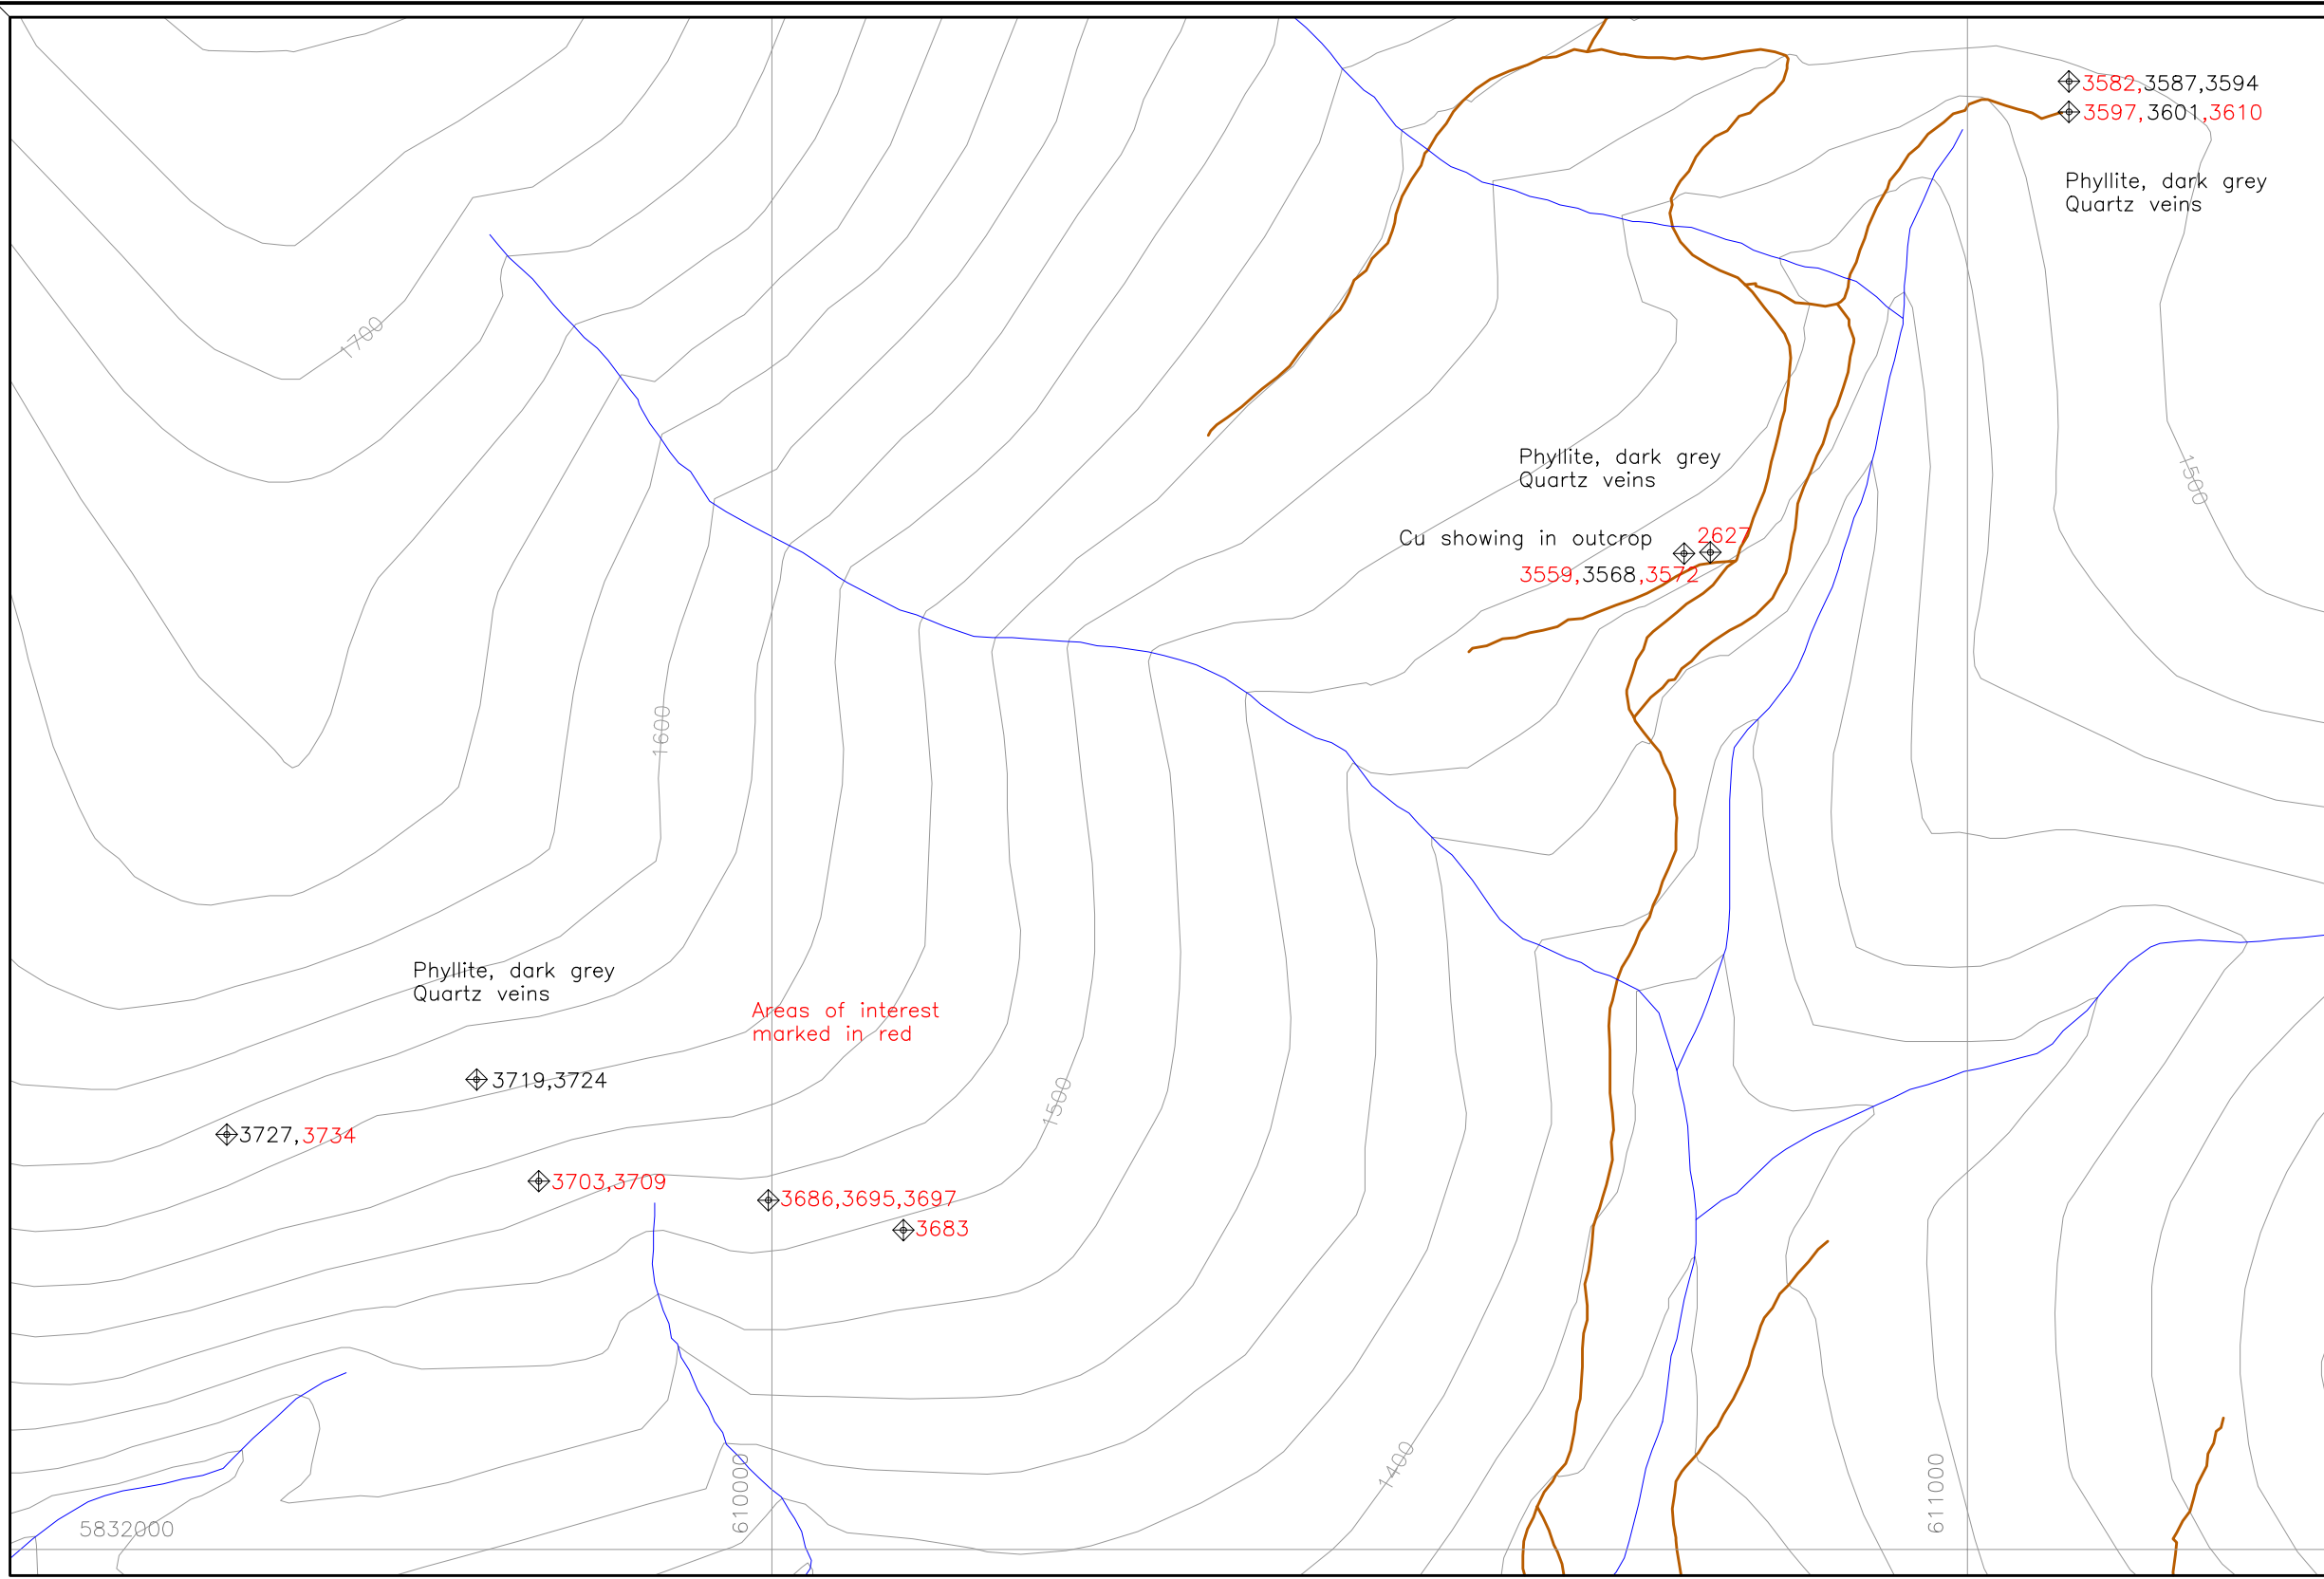 3582,3587,3594
3597,3601,3610
Phyllite, dark grey
Quartz veins
1700
1500
Phyllite, dark grey
Quartz veins
Cu showing in outcrop
2627
3559,3568,3572
1600
Phyllite, dark grey
Quartz veins
Areas of interest
marked in red
3719,3724
1500
3727,3734
3703,3709
3686,3695,3697
3683
1400
610000
611000
5832000